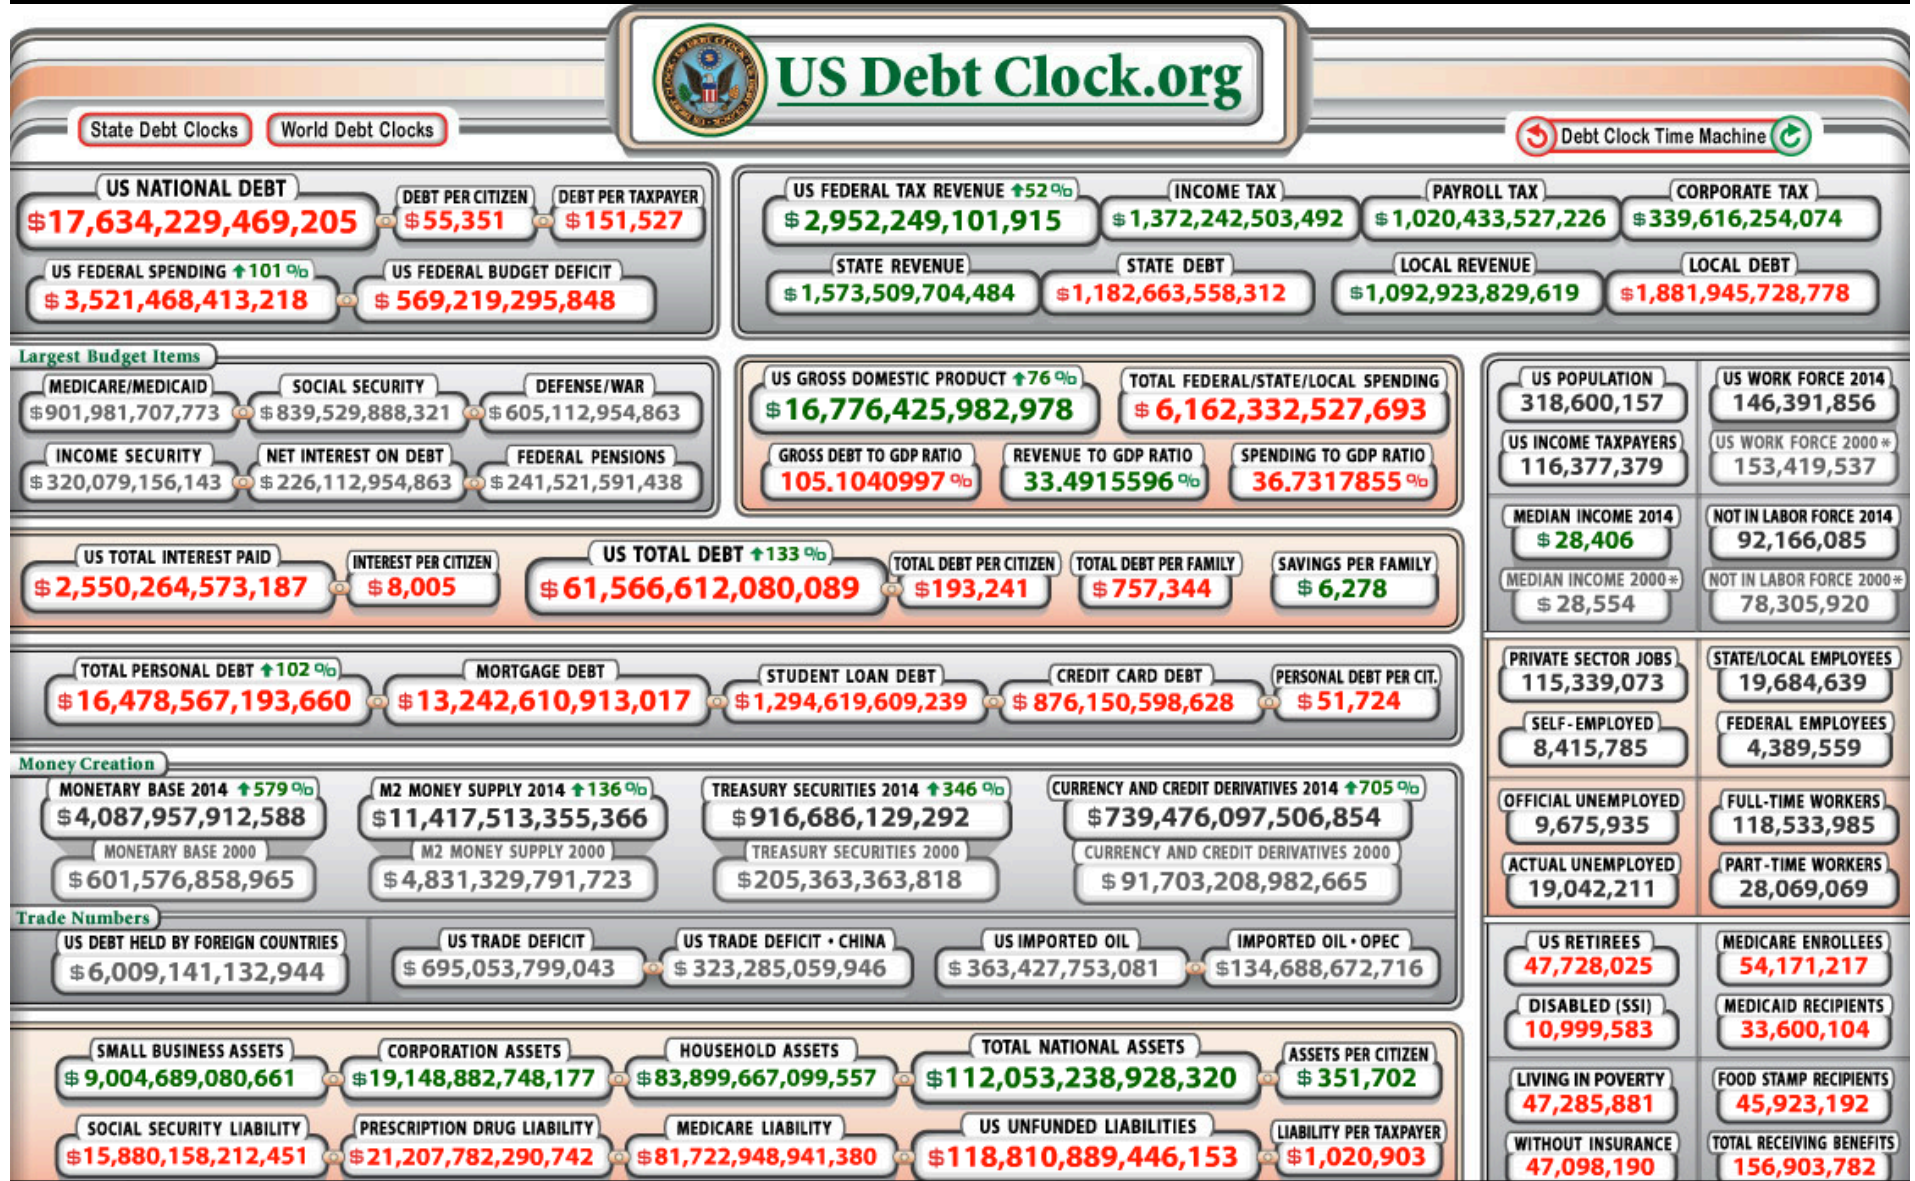 US Debt Clock.org
State Debt Clocks
World Debt Clocks
Debt Clock Time Machine
US NATIONAL DEBT
$17,634,229,469,205
DEBT PER CITIZEN
$55,351
DEBT PER TAXPAYER
$151,527
US FEDERAL SPENDING 101%
$3,521,468,413,218
US FEDERAL BUDGET DEFICIT
$569,219,295,848
US FEDERAL TAX REVENUE 52%
$2,952,249,101,915
INCOME TAX
$1,372,242,503,492
PAYROLL TAX
$1,020,433,527,226
CORPORATE TAX
$339,616,254,074
STATE REVENUE
$1,573,509,704,484
STATE DEBT
$1,182,663,558,312
LOCAL REVENUE
$1,092,923,829,619
LOCAL DEBT
$1,881,945,728,778
Largest Budget Items
MEDICARE/MEDICAID
$901,981,707,773
SOCIAL SECURITY
$839,529,888,321
DEFENSE/WAR
$605,112,954,863
INCOME SECURITY
$320,079,156,143
NET INTEREST ON DEBT
$226,112,954,863
FEDERAL PENSIONS
$241,521,591,438
US GROSS DOMESTIC PRODUCT 76%
$16,776,425,982,978
TOTAL FEDERAL/STATE/LOCAL SPENDING
$6,162,332,527,693
GROSS DEBT TO GDP RATIO
105.1040997%
REVENUE TO GDP RATIO
33.4915596%
SPENDING TO GDP RATIO
36.7317855%
US POPULATION
318,600,157
US WORK FORCE 2014
146,391,856
US INCOME TAXPAYERS
116,377,379
US WORK FORCE 2000*
153,419,537
MEDIAN INCOME 2014
$28,406
NOT IN LABOR FORCE 2014
92,166,085
MEDIAN INCOME 2000*
$28,554
NOT IN LABOR FORCE 2000*
78,305,920
US TOTAL INTEREST PAID
$2,550,264,573,187
INTEREST PER CITIZEN
$8,005
US TOTAL DEBT 133%
$61,566,612,080,089
TOTAL DEBT PER CITIZEN
$193,241
TOTAL DEBT PER FAMILY
$757,344
SAVINGS PER FAMILY
$6,278
TOTAL PERSONAL DEBT 102%
$16,478,567,193,660
MORTGAGE DEBT
$13,242,610,913,017
STUDENT LOAN DEBT
$1,294,619,609,239
CREDIT CARD DEBT
$876,150,598,628
PERSONAL DEBT PER CIT.
$51,724
PRIVATE SECTOR JOBS
115,339,073
STATE/LOCAL EMPLOYEES
19,684,639
SELF-EMPLOYED
8,415,785
FEDERAL EMPLOYEES
4,389,559
Money Creation
MONETARY BASE 2014 579%
$4,087,957,912,588
M2 MONEY SUPPLY 2014 136%
$11,417,513,355,366
TREASURY SECURITIES 2014 346%
$916,686,129,292
CURRENCY AND CREDIT DERIVATIVES 2014 705%
$739,476,097,506,854
MONETARY BASE 2000
$601,576,858,965
M2 MONEY SUPPLY 2000
$4,831,329,791,723
TREASURY SECURITIES 2000
$205,363,363,818
CURRENCY AND CREDIT DERIVATIVES 2000
$91,703,208,982,665
OFFICIAL UNEMPLOYED
9,675,935
FULL-TIME WORKERS
118,533,985
ACTUAL UNEMPLOYED
19,042,211
PART-TIME WORKERS
28,069,069
Trade Numbers
US DEBT HELD BY FOREIGN COUNTRIES
$6,009,141,132,944
US TRADE DEFICIT
$695,053,799,043
US TRADE DEFICIT • CHINA
$323,285,059,946
US IMPORTED OIL
$363,427,753,081
IMPORTED OIL • OPEC
$134,688,672,716
US RETIREES
47,728,025
MEDICARE ENROLLEES
54,171,217
DISABLED (SSI)
10,999,583
MEDICAID RECIPIENTS
33,600,104
SMALL BUSINESS ASSETS
$9,004,689,080,661
CORPORATION ASSETS
$19,148,882,748,177
HOUSEHOLD ASSETS
$83,899,667,099,557
TOTAL NATIONAL ASSETS
$112,053,238,928,320
ASSETS PER CITIZEN
$351,702
SOCIAL SECURITY LIABILITY
$15,880,158,212,451
PRESCRIPTION DRUG LIABILITY
$21,207,782,290,742
MEDICARE LIABILITY
$81,722,948,941,380
US UNFUNDED LIABILITIES
$118,810,889,446,153
LIABILITY PER TAXPAYER
$1,020,903
LIVING IN POVERTY
47,285,881
FOOD STAMP RECIPIENTS
45,923,192
WITHOUT INSURANCE
47,098,190
TOTAL RECEIVING BENEFITS
156,903,782